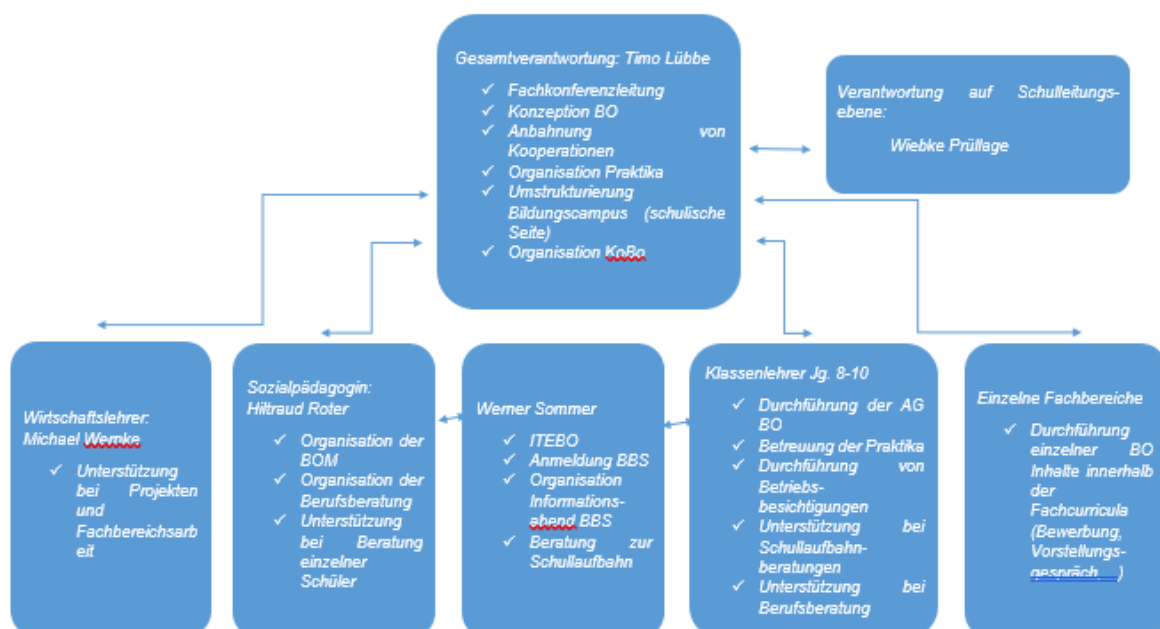 Gesamtverantwortung: Timo Lübbe
✓ Fachkonferenzleitung
✓ Konzeption BO
✓ Anbahnung von
Kooperationen
✓ Organisation Praktika
✓ Umstrukturierung
Bildungscampus (schulische
Seite)
✓ Organisation KoBo
Verantwortung auf Schulleitungs-
ebene:
Wiebke Prüllage
Wirtschaftslehrer:
Michael Wernke
✓ Unterstützung
bei Projekten
und
Fachbereichsarb
eit
Sozialpädagogin:
Hiltraud Roter
✓ Organisation der
BOM
✓ Organisation der
Berufsberatung
✓ Unterstützung
bei Beratung
einzelner
Schüler
Werner Sommer
✓ ITEBO
✓ Anmeldung BBS
✓ Organisation
Informations-
abend BBS
✓ Beratung zur
Schullaufbahn
Klassenlehrer Jg. 8-10
✓ Durchführung der AG
BO
✓ Betreuung der Praktika
✓ Durchführung von
Betriebs-
besichtigungen
✓ Unterstützung bei
Schullaufbahn-
beratungen
✓ Unterstützung bei
Berufsberatung
Einzelne Fachbereiche
✓ Durchführung
einzelner BO
Inhalte innerhalb
der
Fachcurricula
(Bewerbung,
Vorstellungs-
gespräch,...)